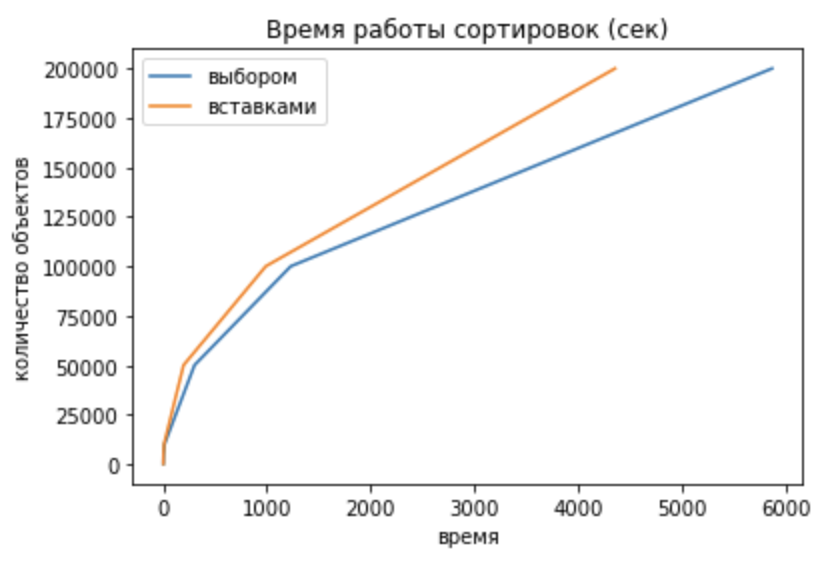 Время работы сортировок (сек)
выбором
вставками
количество объектов
200000
175000
150000
125000
100000
75000
50000
25000
0
0 1000 2000 3000 4000 5000 6000
время